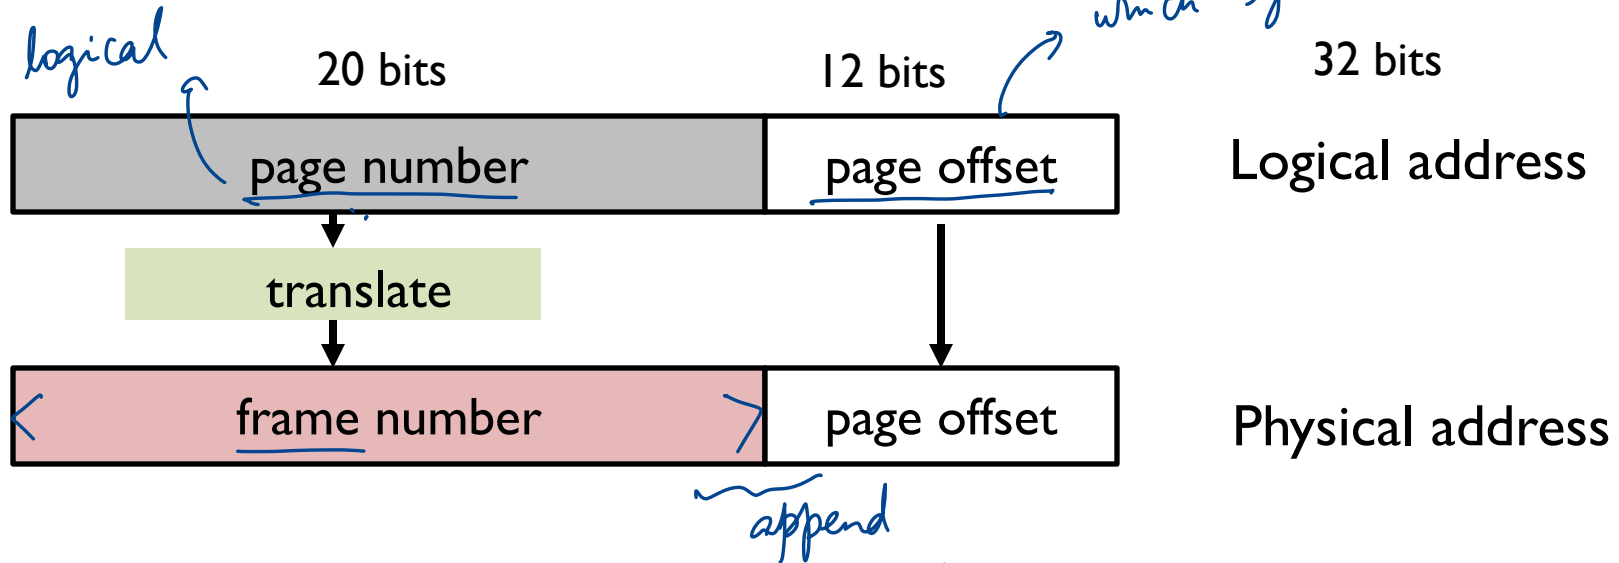 logical
20 bits
12 bits
which
32 bits
page number
page offset
Logical address
translate
frame number
page offset
Physical address
append